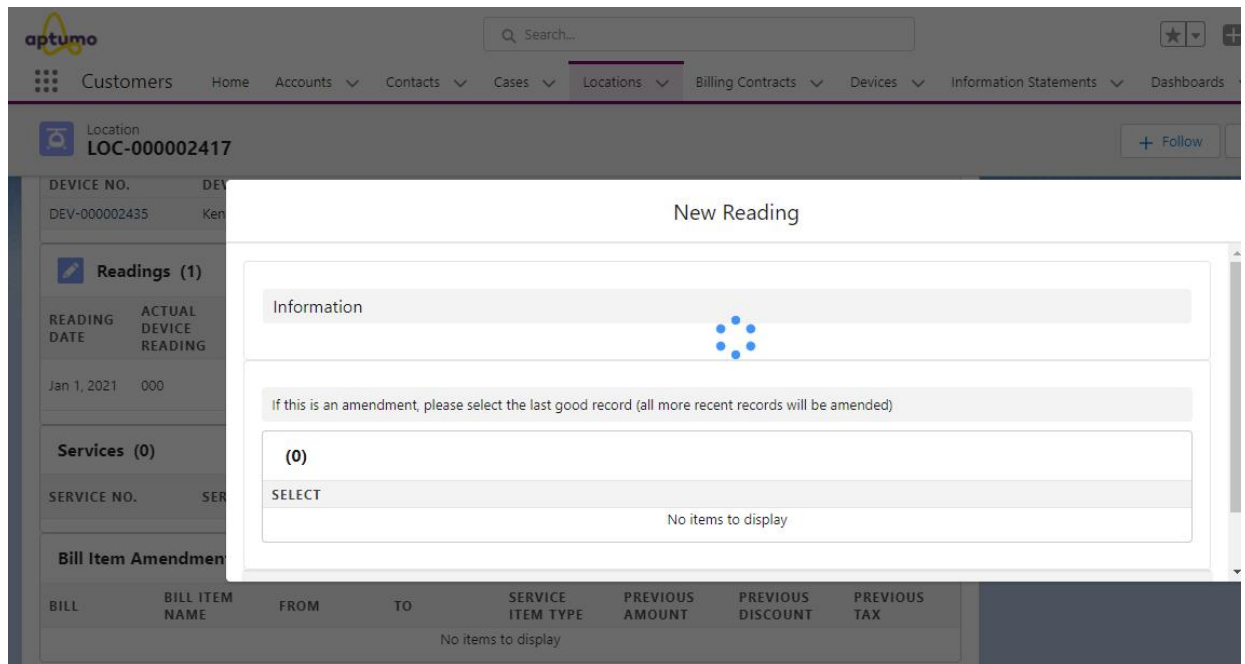 aptumo
Search...
Customers Home Accounts Contacts Cases Locations Billing Contracts Devices Information Statements Dashboards
Location
LOC-000002417
+ Follow
DEVICE NO.
DEV-000002435
New Reading
Readings (1)
Information
READING DATE
ACTUAL DEVICE READING
Jan 1, 2021 000
If this is an amendment, please select the last good record (all more recent records will be amended)
Services (0)
(0)
SERVICE NO.
SELECT
No items to display
Bill Item
BILL BILL ITEM NAME FROM TO SERVICE ITEM TYPE PREVIOUS AMOUNT PREVIOUS DISCOUNT PREVIOUS TAX
No items to display